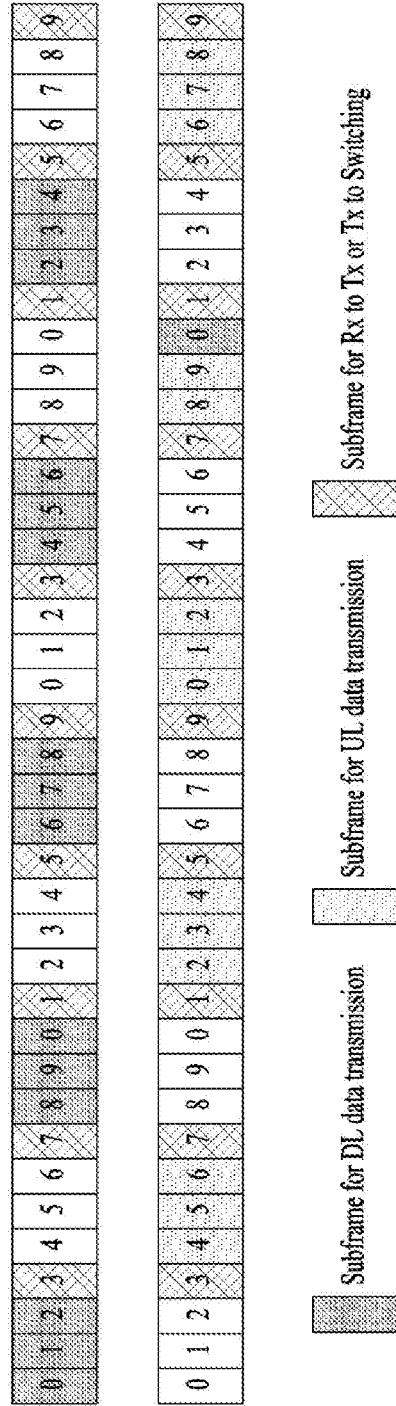 0 1 2 3 4 5 6 7 8 9 0 1 2 3 4 5 6 7 8 9 0 1 2 3 4 5 6 7 8 9 0 1 2 3 4 5 6 7 8 9
0 1 2 3 4 5 6 7 8 9 0 1 2 3 4 5 6 7 8 9 0 1 2 3 4 5 6 7 8 9 0 1 2 3 4 5 6 7 8 9
Subframe for DL data transmission
Subframe for UL data transmission
Subframe for Rx to Tx or Tx to Switching